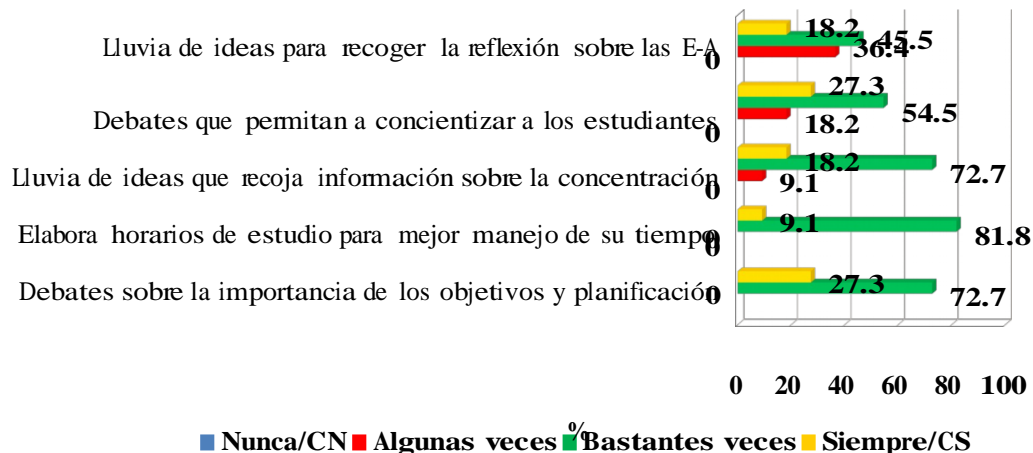 Lluvia de ideas para recoger la reflexión sobre las E-A
18.2
45.5
36.4
0
Debates que permitan a concientizar a los estudiantes
27.3
54.5
18.2
0
Lluvia de ideas que recoja información sobre la concentración
18.2
72.7
9.1
0
Elabora horarios de estudio para mejor manejo de su tiempo
9.1
81.8
0
0
Debates sobre la importancia de los objetivos y planificación
27.3
72.7
0
0 20 40 60 80 100
%
Nunca/CN Algunas veces Bastantes veces Siempre/CS